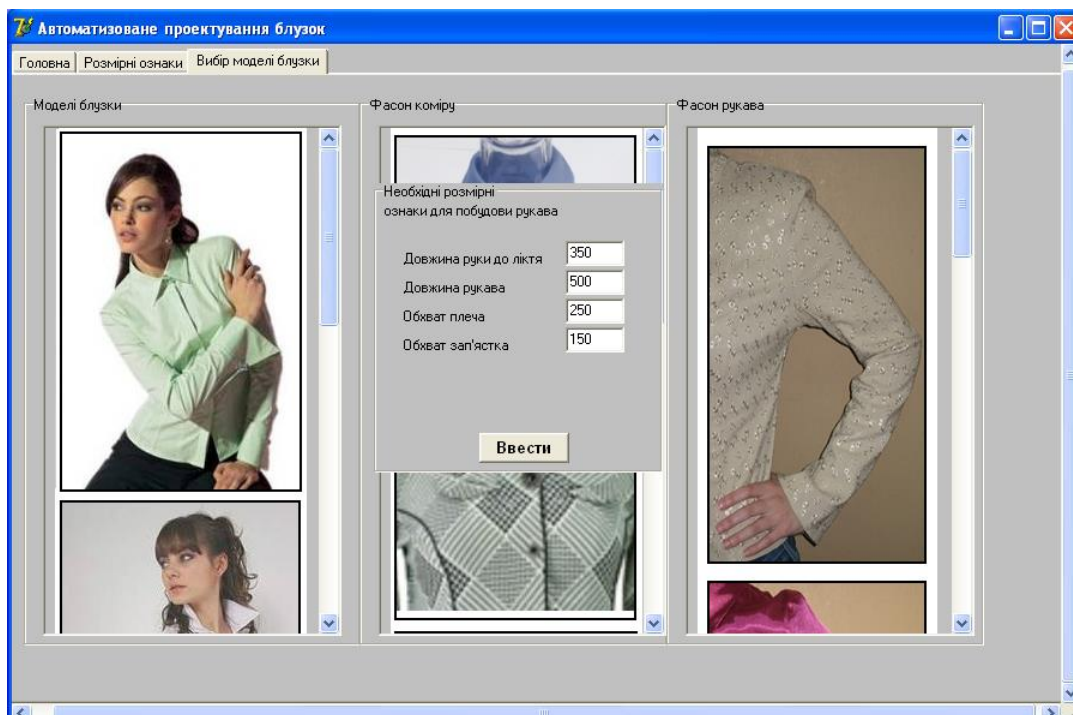 Автоматизоване проектування блузок
Головна
Розмірні ознаки
Вибір моделі блузки
Моделі блузки
Фасон коміру
Фасон рукава
Необхідні розмірні
ознаки для побудови рукава
Довжина руки до ліктя 350
Довжина рукава 500
Обхват плеча 250
Обхват зап'ястка 150
Ввести